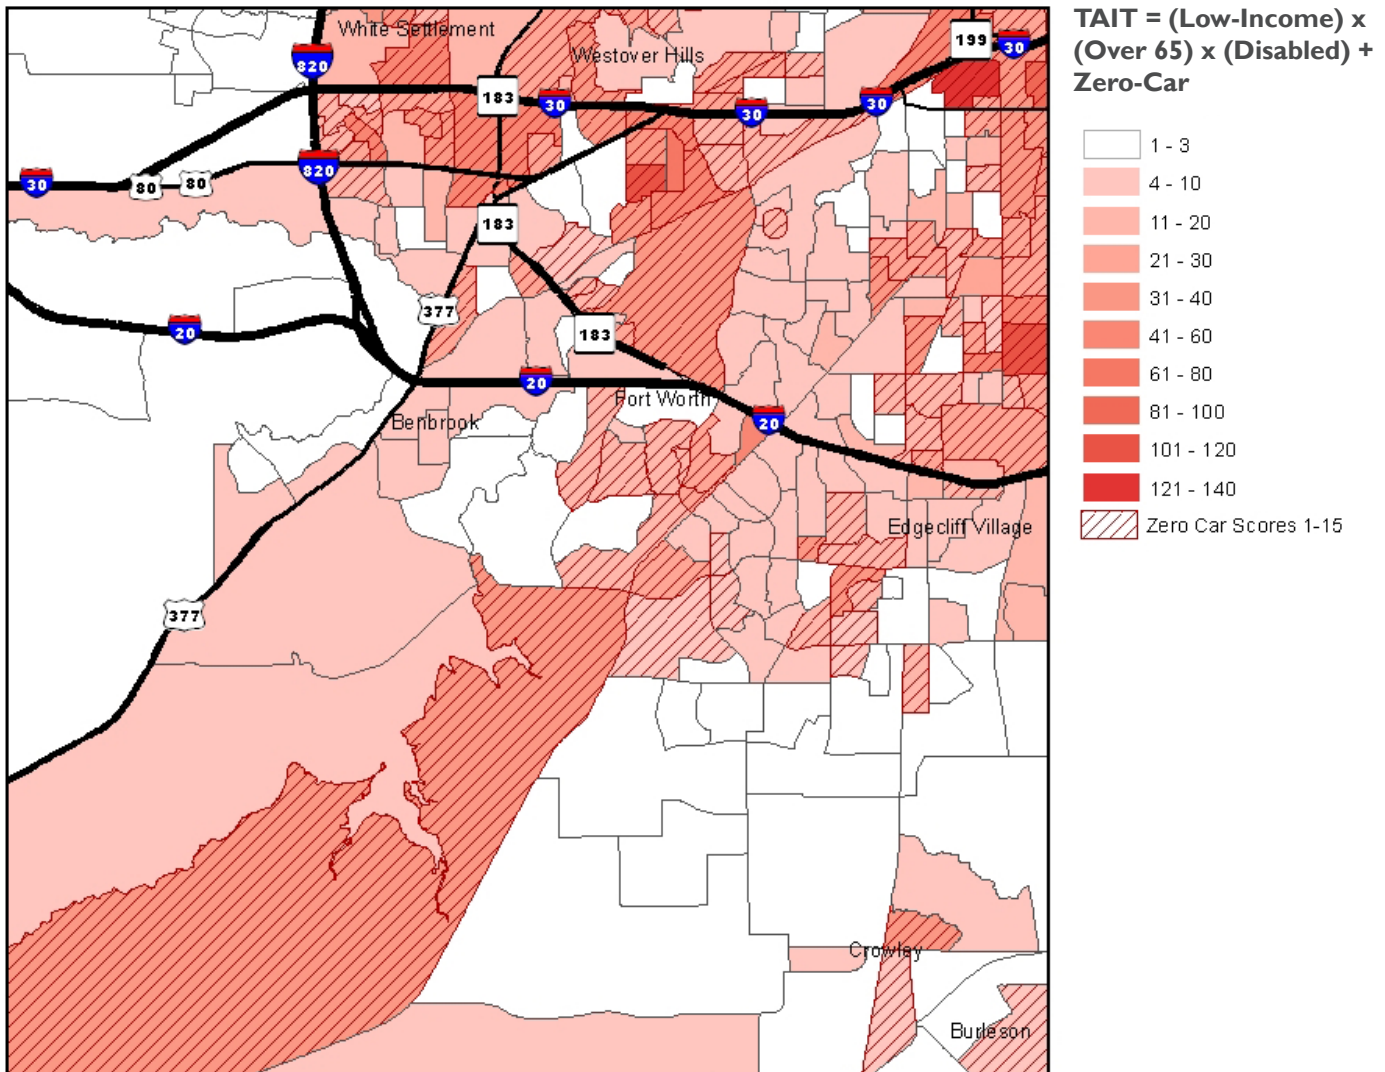 TAIT = (Low-Income) x
(Over 65) x (Disabled) +
Zero-Car
1 - 3
4 - 10
11 - 20
21 - 30
31 - 40
41 - 60
61 - 80
81 - 100
101 - 120
121 - 140
Zero Car Scores 1-15
White Settlement
199
30
Westover Hills
820
183
30
30
30
820
30
80
80
183
377
20
183
20
Fort Worth
Benbrook
20
Edgecliff Village
377
Crowley
Burleson